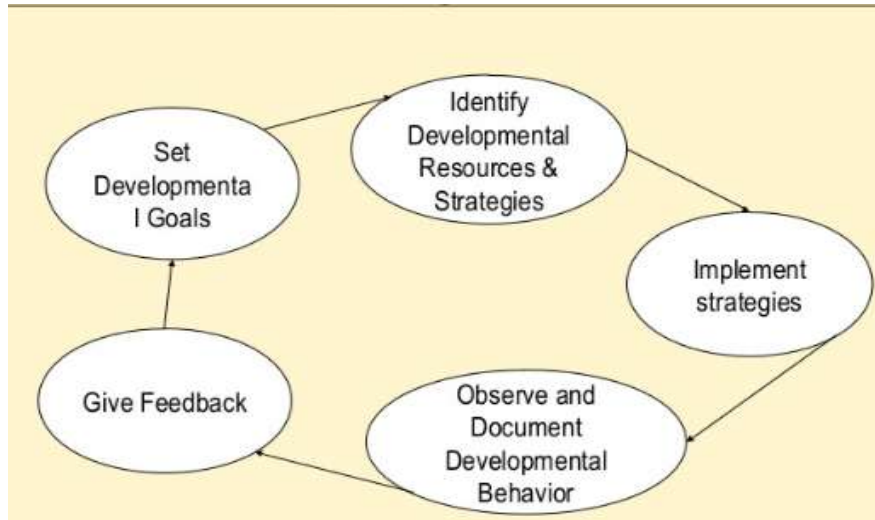 Set
Developmenta
l Goals
Identify
Developmental
Resources &
Strategies
Implement
strategies
Observe and
Document
Developmental
Behavior
Give Feedback